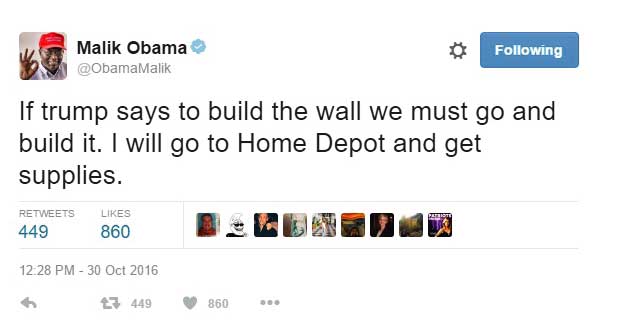 Malik Obama
@ObamaMalik
Following
If trump says to build the wall we must go and
build it. I will go to Home Depot and get
supplies.
RETWEETS LIKES
449 860
PATRIOTS
12:28 PM - 30 Oct 2016
449 860